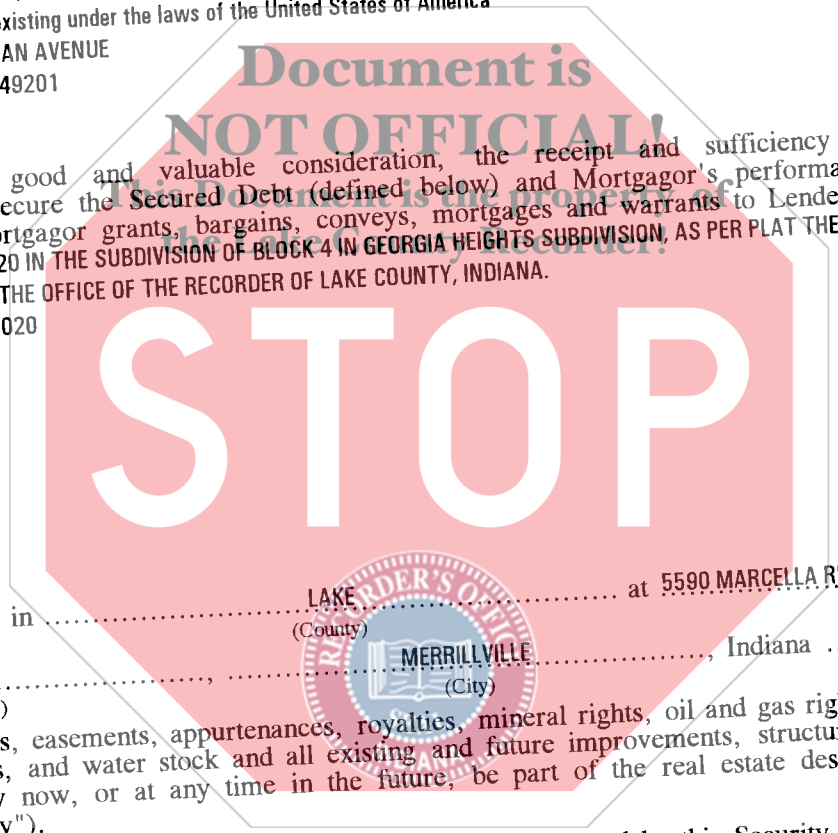 xisting under the laws of the United States of America
AN AVENUE
49201
Document is
NOT OFFICIAL!
This Document is the property of
the Lake County Recorder!
good and valuable consideration, the receipt and sufficiency
ecure the Secured Debt (defined below) and Mortgagor's performa
rtgagor grants, bargains, conveys, mortgages and warrants to Lende
20 IN THE SUBDIVISION OF BLOCK 4 IN GEORGIA HEIGHTS SUBDIVISION, AS PER PLAT THE
THE OFFICE OF THE RECORDER OF LAKE COUNTY, INDIANA.
020
STOP
in ........ LAKE ........ at 5590 MARCELLA R
(County)
RECORDER'S OFFICE
........, ........ MERRILLVILLE ........, Indiana ..
(City)
)
s, easements, appurtenances, royalties, mineral rights, oil and gas rig
s, and water stock and all existing and future improvements, structu
INDIANA
y now, or at any time in the future, be part of the real estate des
y").
this Security